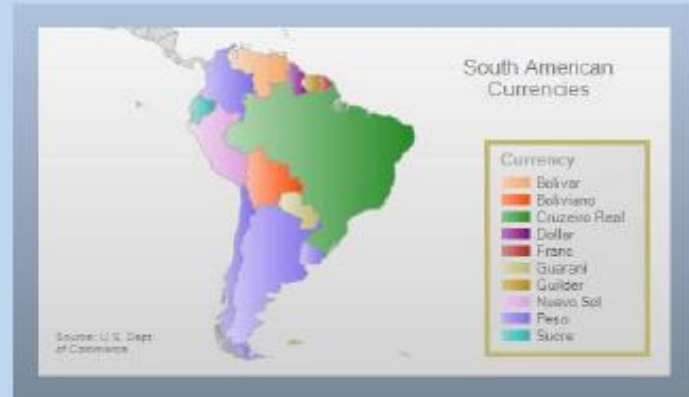 South American
Currencies
Currency
Bolivar
Boliviano
Cruzeiro Real
Dollar
Franc
Guarani
Guilder
Nuevo Sol
Peso
Sucre
Source: U.S. Dept
of Commerce